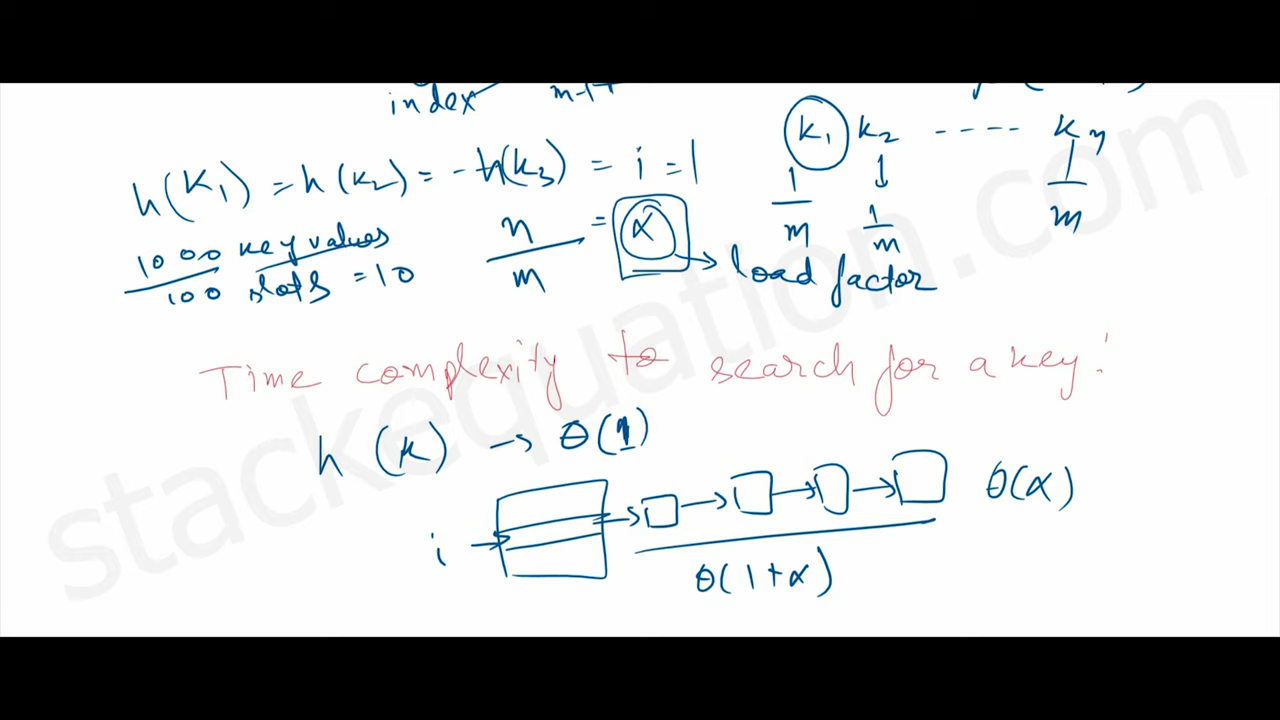 index
k₁ k₂ ---- kₙ
1/m 1/m 1/m
h(K₁) = h(k₂) = -h(k₃) = i = 1
1000 key values
100 slots = 10
n/m = α → load factor
Time complexity to search for a key:
h(k) → θ(1)
i
θ(α)
θ(1+α)
stackequation.com